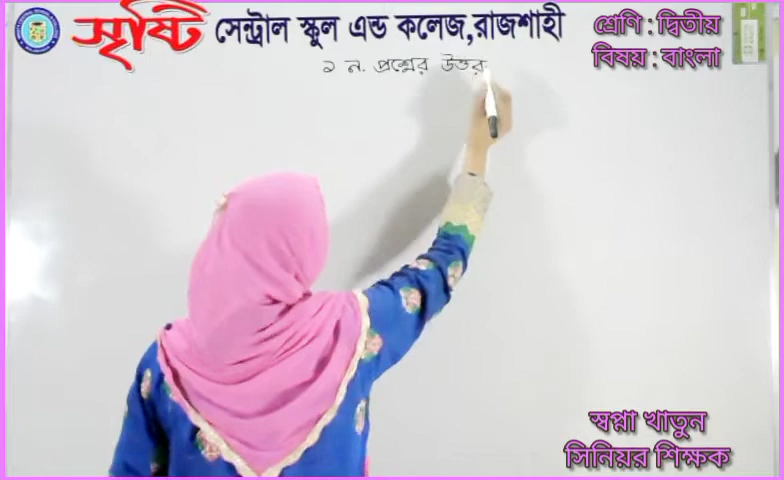 সৃষ্টি সেন্ট্রাল স্কুল এন্ড কলেজ,রাজশাহী
শ্রেণি : দ্বিতীয়
বিষয় : বাংলা
১ ন. প্রশ্নের উত্তর
স্বপ্না খাতুন
সিনিয়র শিক্ষক